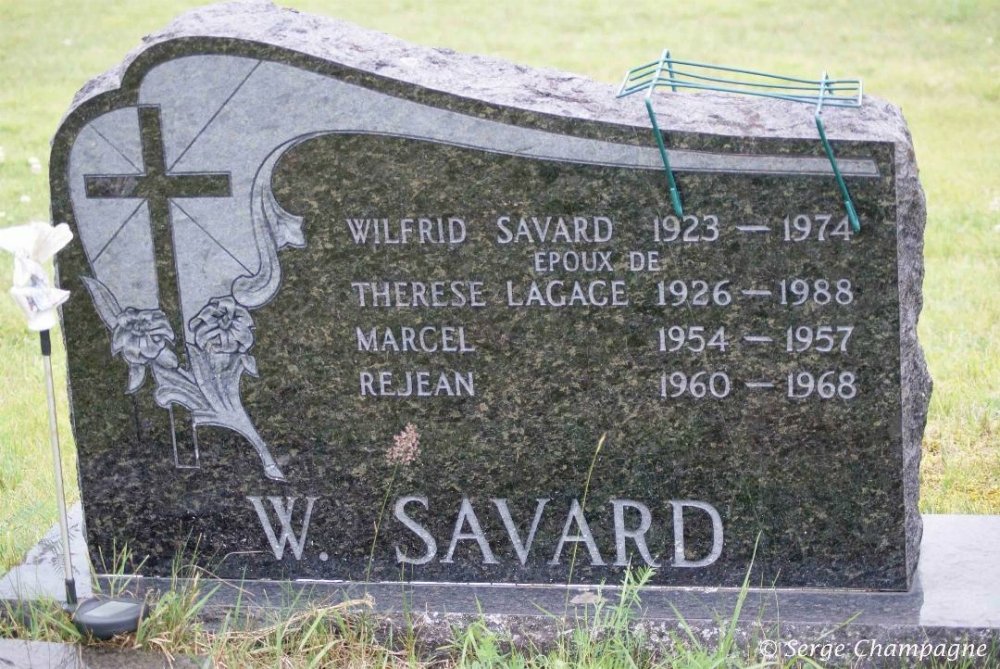 WILFRID SAVARD 1923 - 1974
EPOUX DE
THERESE LAGACE 1926 - 1988
MARCEL 1954 - 1957
REJEAN 1960 - 1968
W. SAVARD
©Serge Champagne